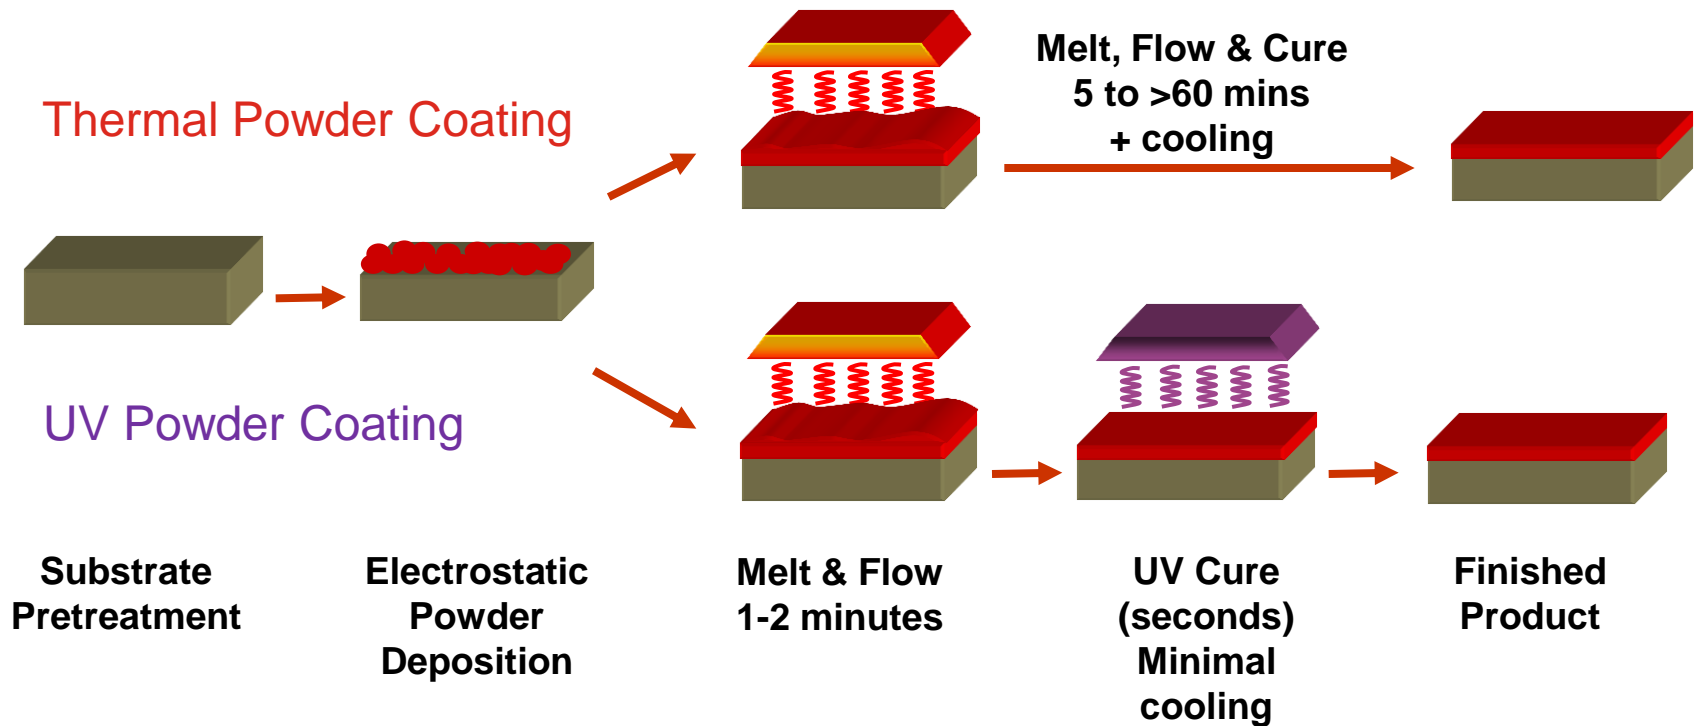 Thermal Powder Coating
Melt, Flow & Cure
5 to >60 mins
+ cooling
UV Powder Coating
Substrate
Pretreatment
Electrostatic
Powder
Deposition
Melt & Flow
1-2 minutes
UV Cure
(seconds)
Minimal
cooling
Finished
Product